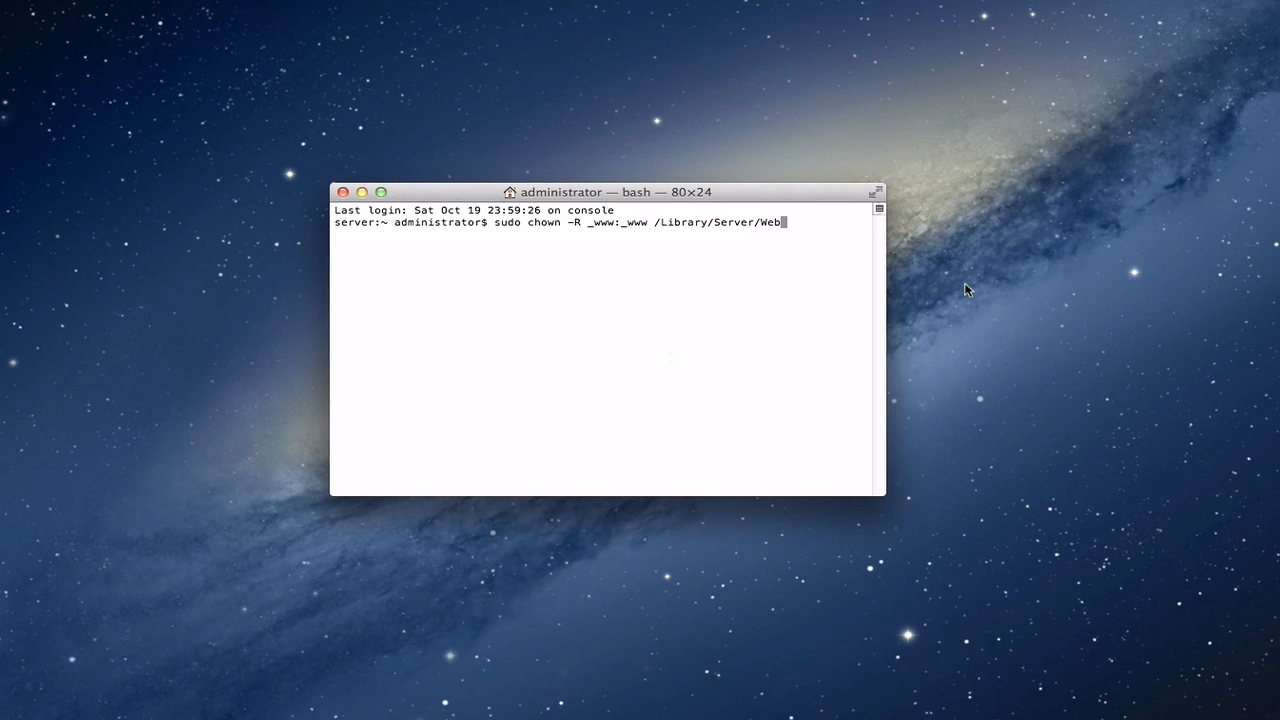 administrator — bash — 80×24
Last login: Sat Oct 19 23:59:26 on console
server:~ administrator$ sudo chown -R _www:_www /Library/Server/Web